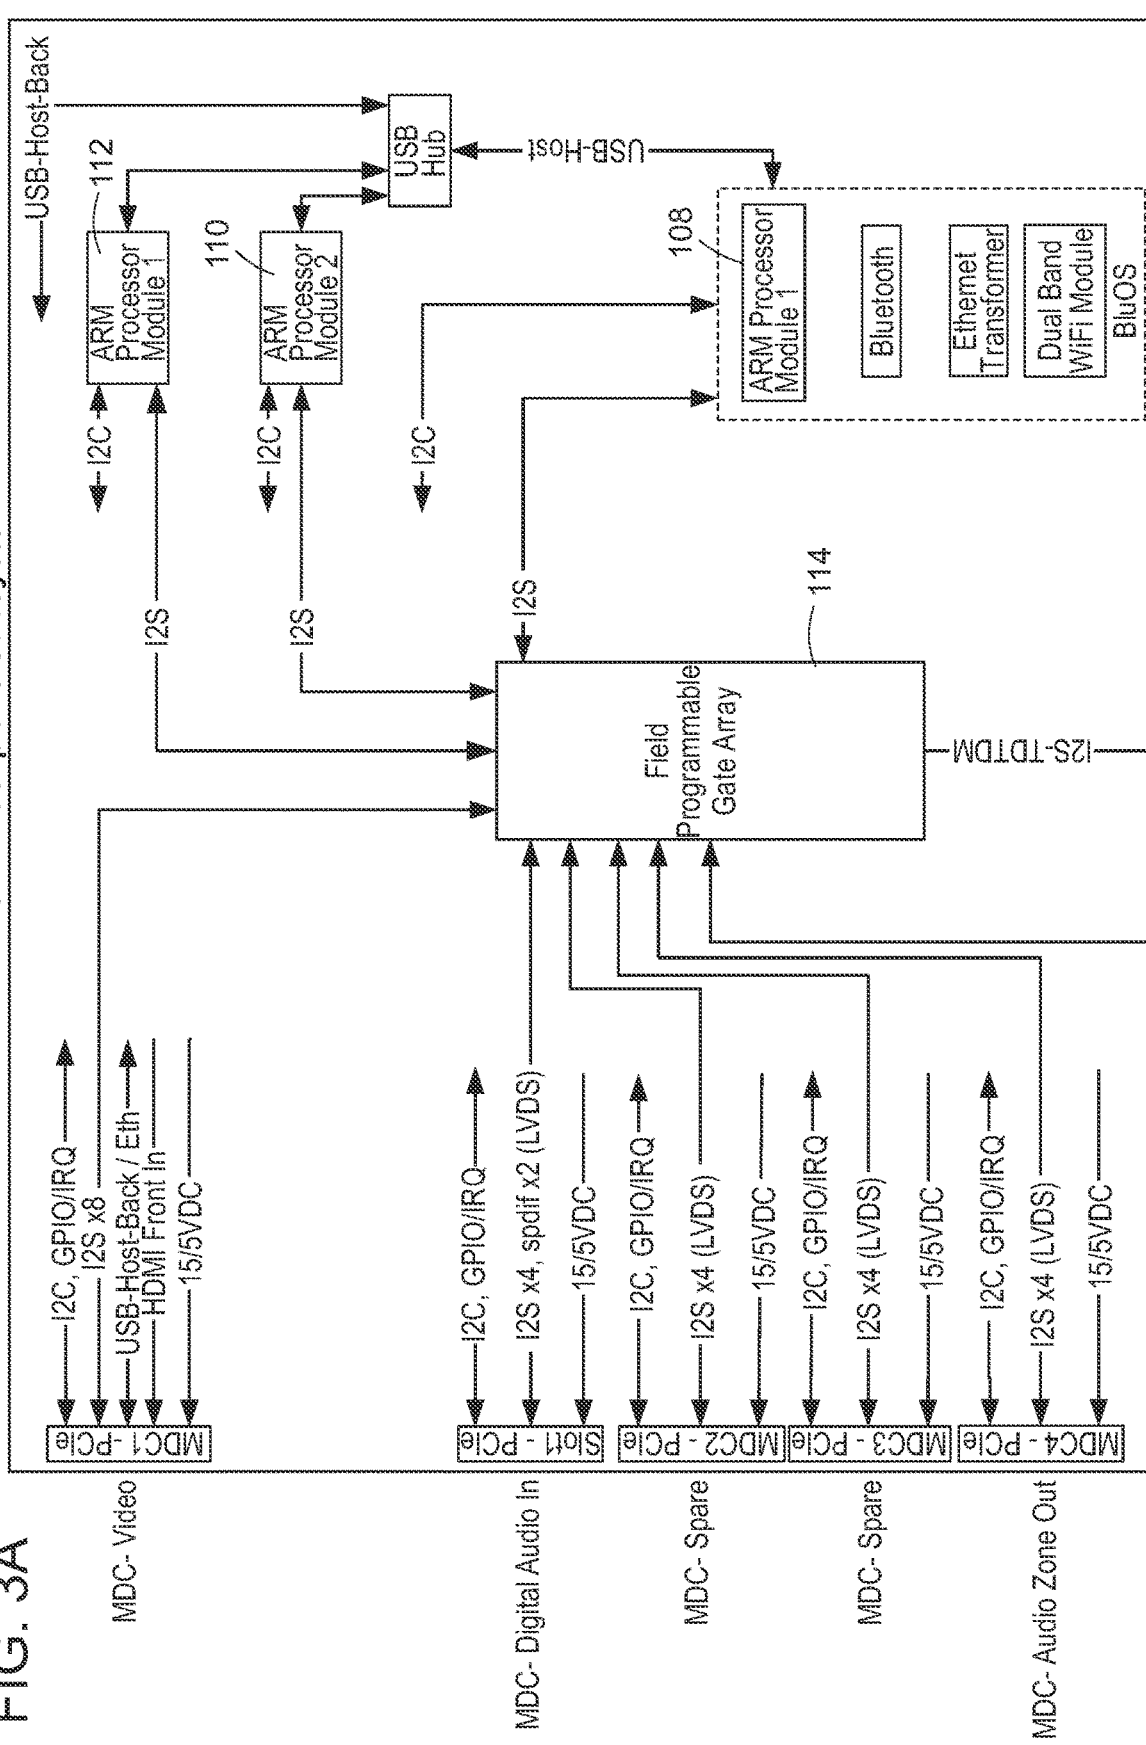 FIG. 3A
MDC- Video
MDC1 - PCIe
I2C, GPIO/IRQ
I2S x8
USB-Host-Back / Eth
HDMI Front In
15/5VDC
MDC- Digital Audio In
Slot1 - PCIe
I2C, GPIO/IRQ
I2S x4, spdif x2 (LVDS)
15/5VDC
MDC- Spare
MDC2 - PCIe
I2C, GPIO/IRQ
I2S x4 (LVDS)
15/5VDC
MDC- Spare
MDC3 - PCIe
I2C, GPIO/IRQ
I2S x4 (LVDS)
15/5VDC
MDC- Audio Zone Out
MDC4 - PCIe
I2C, GPIO/IRQ
I2S x4 (LVDS)
15/5VDC
Field
Programmable
Gate Array
114
I2S-TDTDM
I2S
I2S
I2S
I2C
I2C
I2C
ARM
Processor
Module 1
112
ARM
Processor
Module 2
110
USB-Host-Back
USB
Hub
USB-Host
108
ARM Processor
Module 1
Bluetooth
Ethernet
Transformer
Dual Band
WiFi Module
BluOS